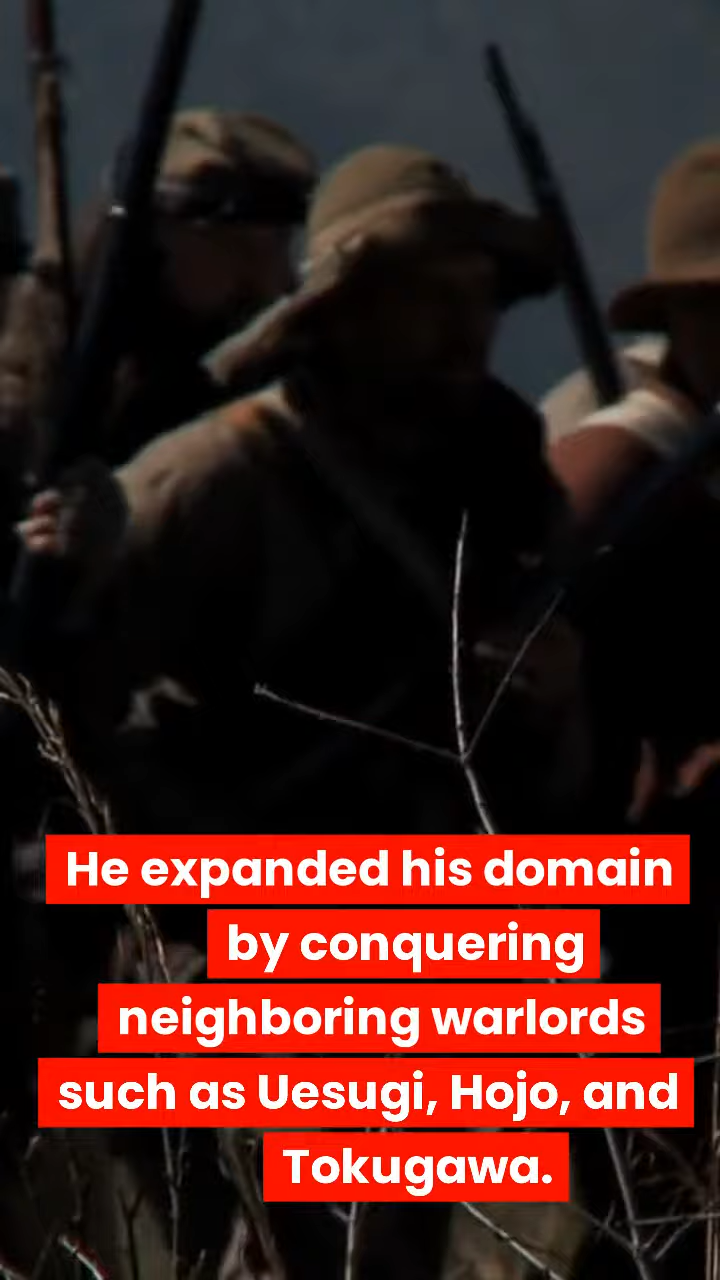 He expanded his domain
by conquering
neighboring warlords
such as Uesugi, Hojo, and
Tokugawa.